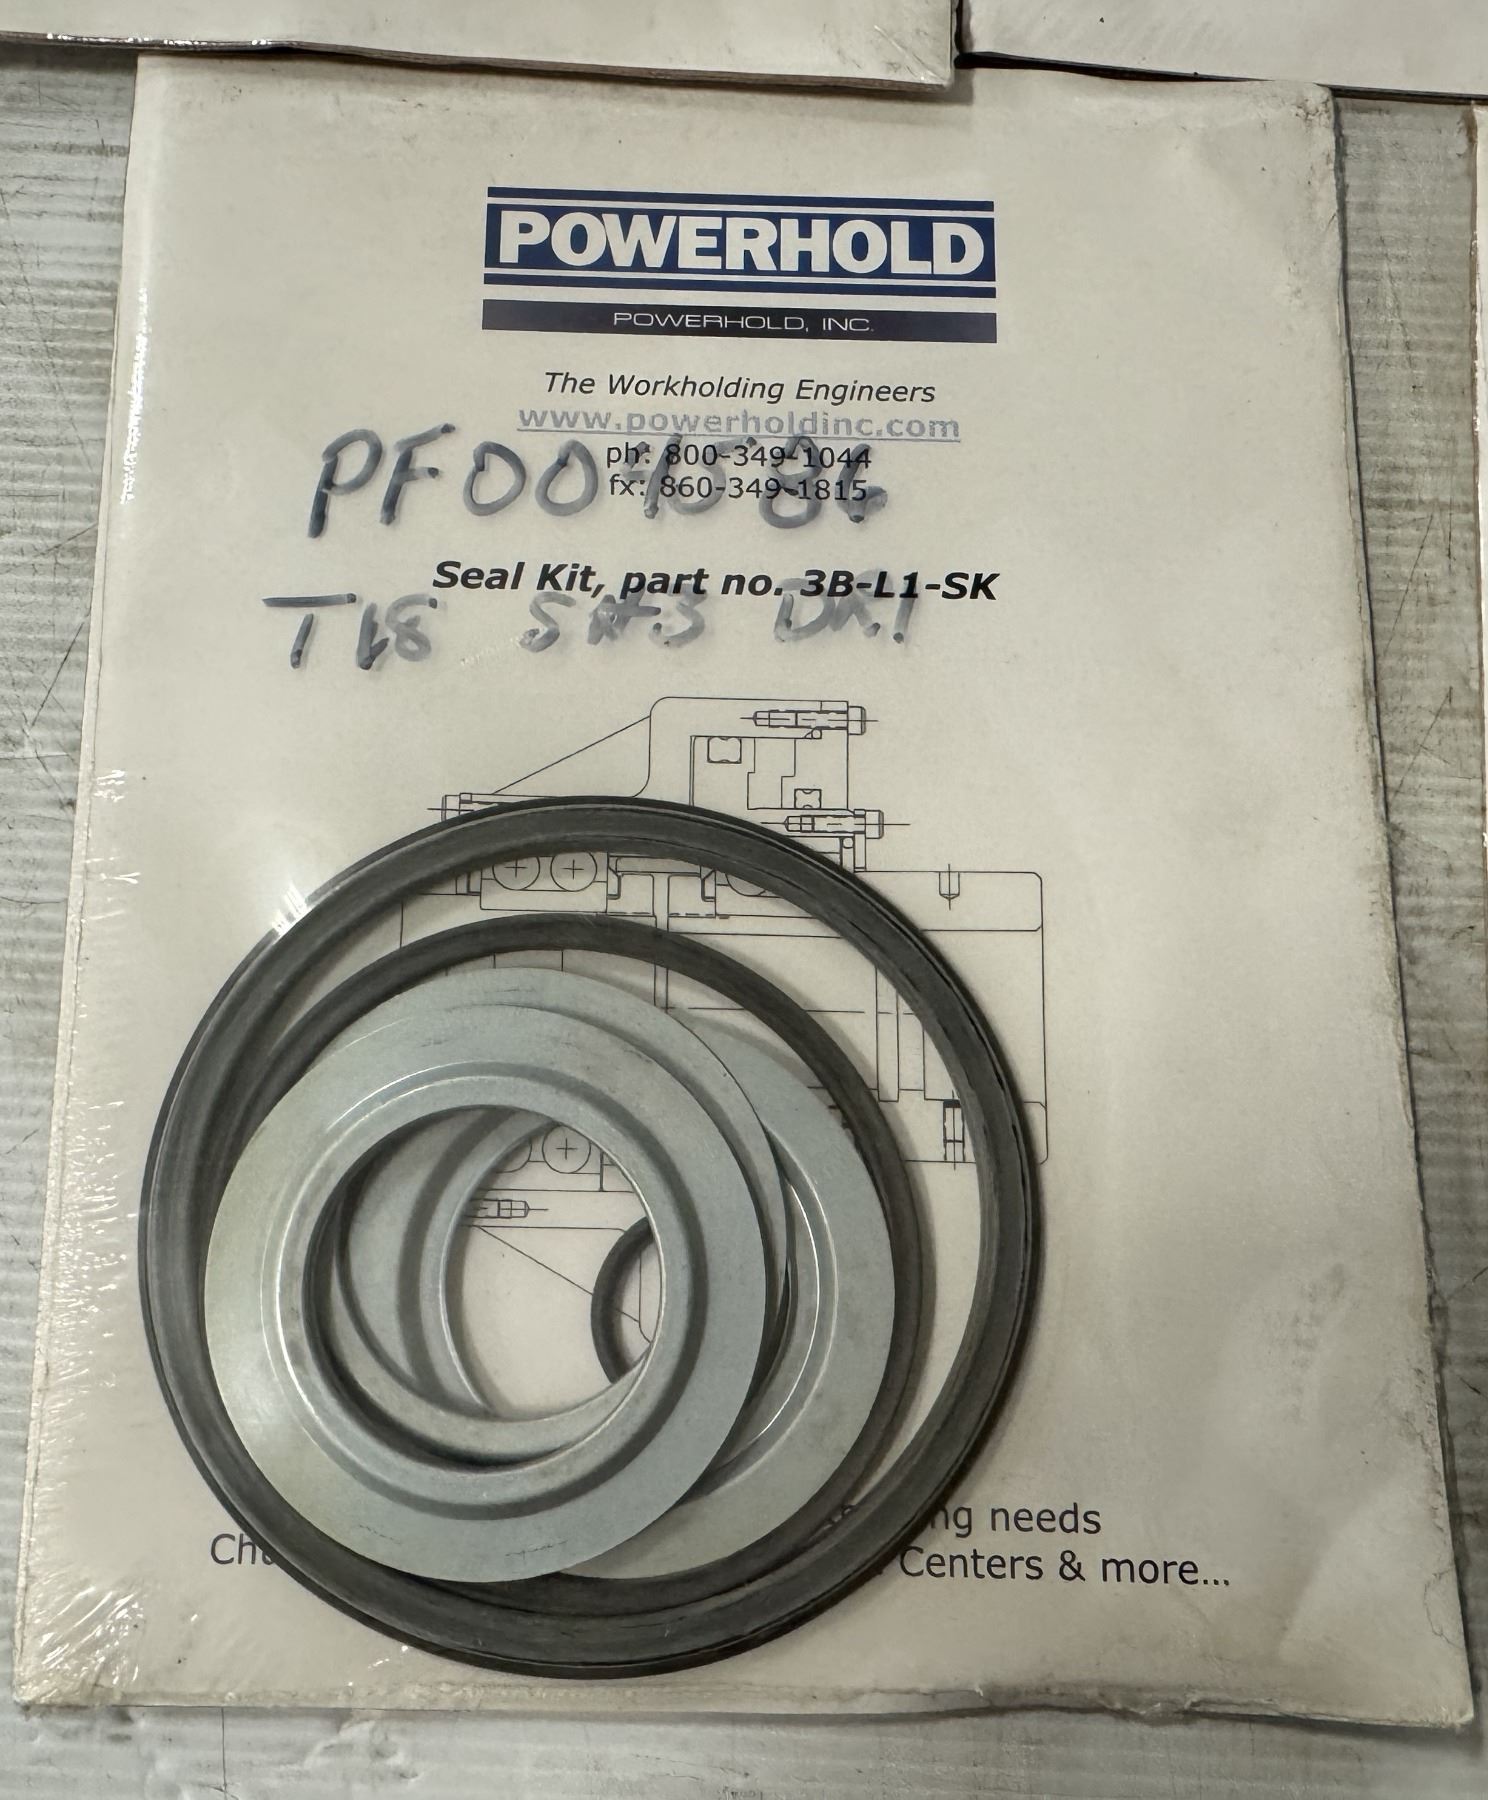 POWERHOLD
POWERHOLD, INC.
The Workholding Engineers
www.powerholdinc.com
ph: 800-349-1044
fx: 860-349-1815
Seal Kit, part no. 3B-L1-SK
T18
needs
Centers & more...